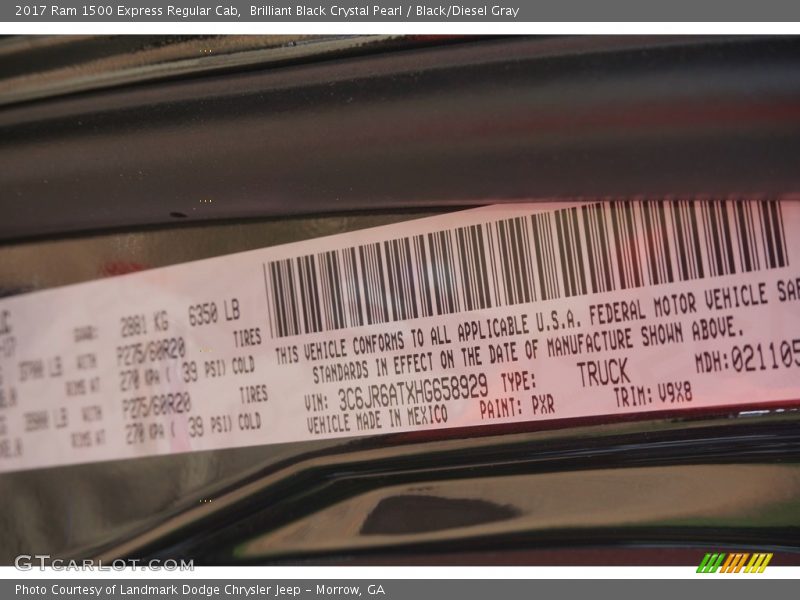 2017 Ram 1500 Express Regular Cab,  Brilliant Black Crystal Pearl / Black/Diesel Gray
2881 KG 6350 LB
P275/60R20 TIRES
270 KPA ( 39 PSI) COLD
P275/60R20 TIRES
270 KPA ( 39 PSI) COLD
THIS VEHICLE CONFORMS TO ALL APPLICABLE U.S.A. FEDERAL MOTOR VEHICLE SAF
STANDARDS IN EFFECT ON THE DATE OF MANUFACTURE SHOWN ABOVE.
VIN: 3C6JR6ATXHG658929 TYPE: TRUCK MDH:021105
VEHICLE MADE IN MEXICO PAINT: PXR TRIM: V9X8
GTCARLOT.COM
Photo Courtesy of Landmark Dodge Chrysler Jeep – Morrow, GA